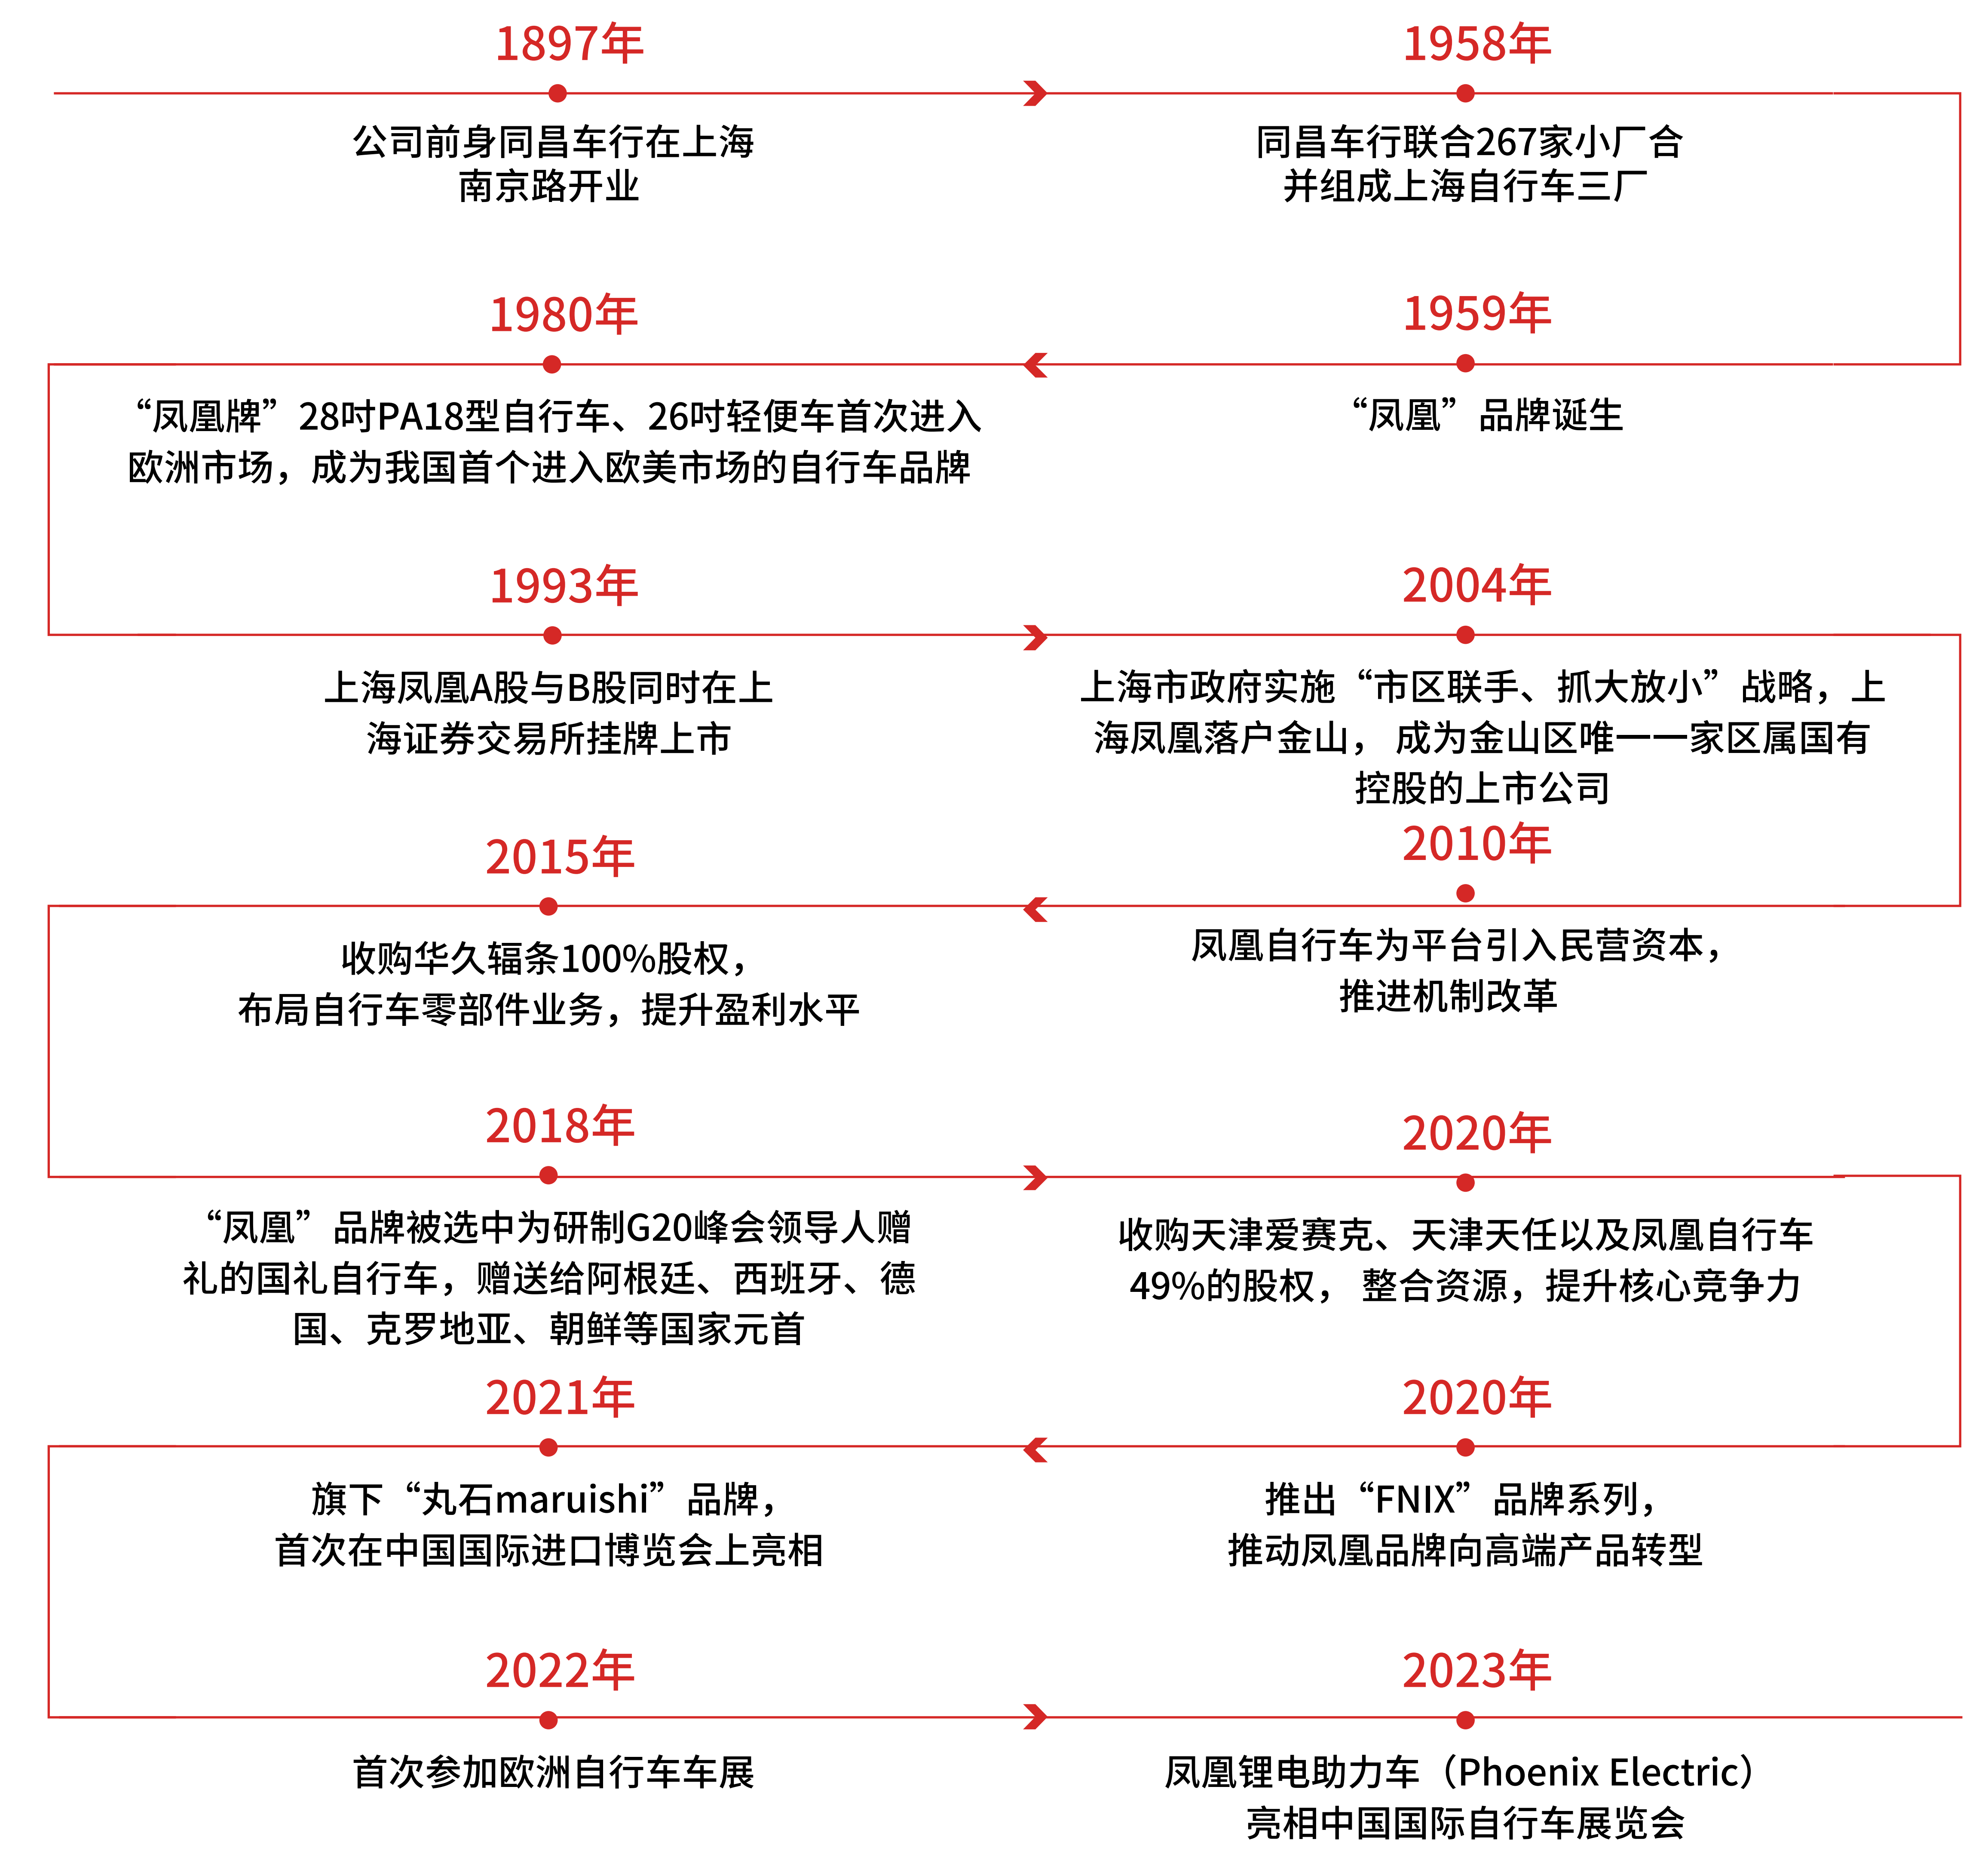 1897年
公司前身同昌车行在上海
南京路开业
1958年
同昌车行联合267家小厂合
并组成上海自行车三厂
1959年
“凤凰”品牌诞生
1980年
“凤凰牌”28吋PA18型自行车、26吋轻便车首次进入
欧洲市场，成为我国首个进入欧美市场的自行车品牌
1993年
上海凤凰A股与B股同时在上
海证券交易所挂牌上市
2004年
上海市政府实施“市区联手、抓大放小”战略，上
海凤凰落户金山， 成为金山区唯一一家区属国有
控股的上市公司
2010年
凤凰自行车为平台引入民营资本，
推进机制改革
2015年
收购华久辐条100%股权，
布局自行车零部件业务，提升盈利水平
2018年
“凤凰”品牌被选中为研制G20峰会领导人赠
礼的国礼自行车，赠送给阿根廷、西班牙、德
国、克罗地亚、朝鲜等国家元首
2020年
收购天津爱赛克、天津天任以及凤凰自行车
49%的股权， 整合资源，提升核心竞争力
2020年
推出“FNIX”品牌系列，
推动凤凰品牌向高端产品转型
2021年
旗下“丸石maruishi”品牌，
首次在中国国际进口博览会上亮相
2022年
首次参加欧洲自行车车展
2023年
凤凰锂电助力车（Phoenix Electric）
亮相中国国际自行车展览会